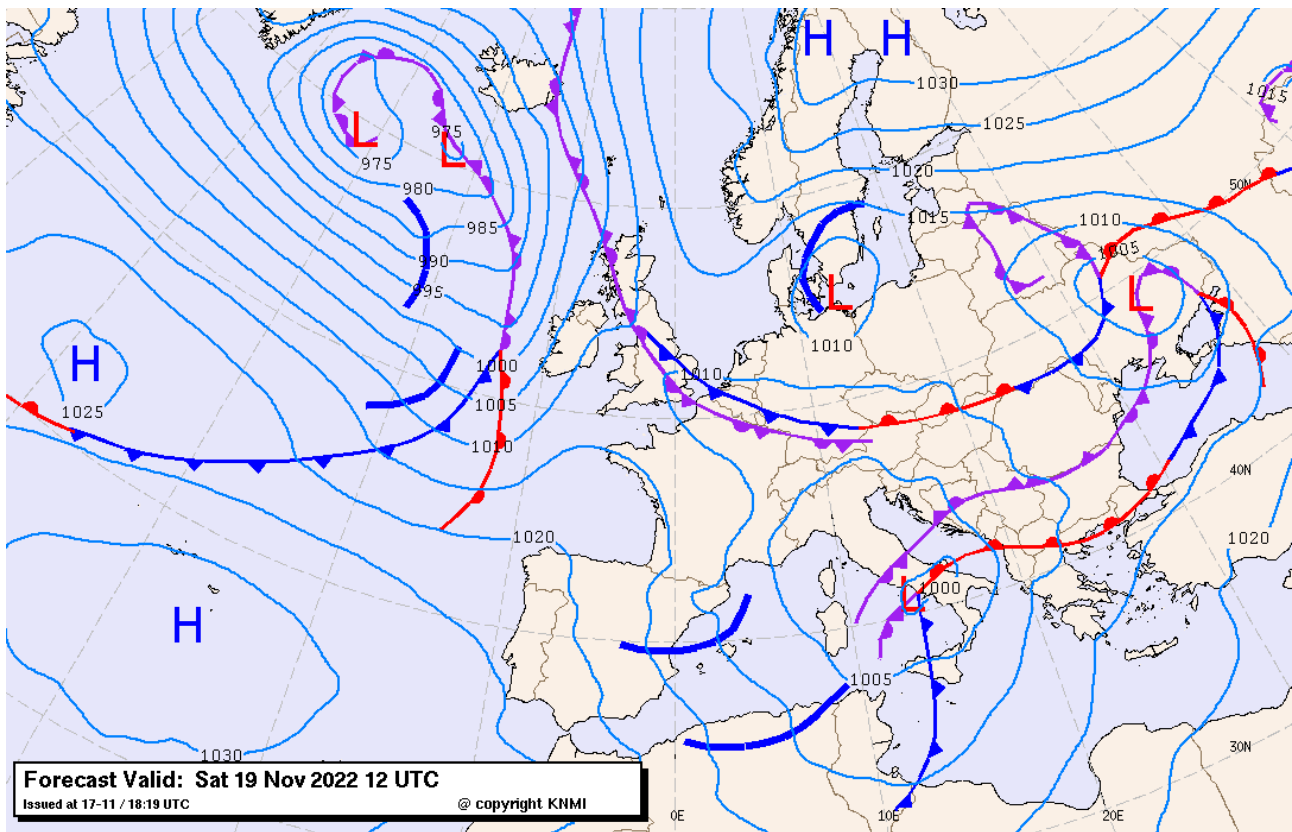 H H
1030
1015
L
975
L
975
1025
1020
50N
980
1015
1010
985
1005
990
995
L
L
H
1010
1000
1010
1025
1005
1010
40N
1020
1020
L
1000
H
1005
1030
30N
Forecast Valid: Sat 19 Nov 2022 12 UTC
Issued at 17-11 / 18:19 UTC @ copyright KNMI
0E
10E
20E